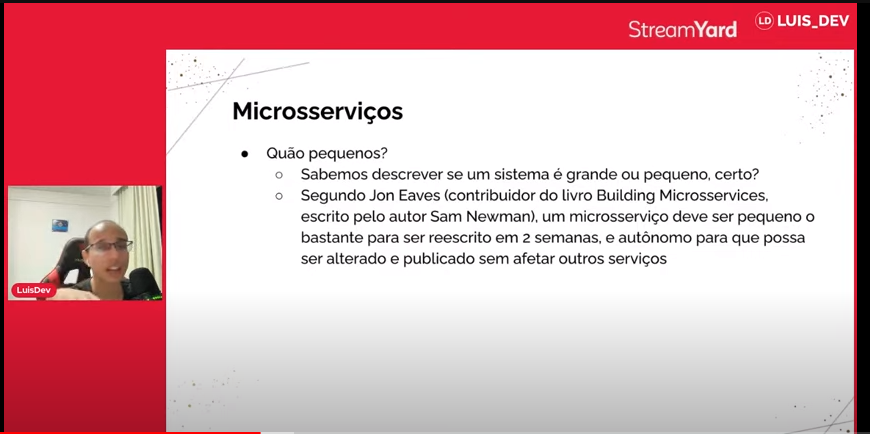 StreamYard
LD LUIS_DEV
Microsserviços
● Quão pequenos?
○ Sabemos descrever se um sistema é grande ou pequeno, certo?
○ Segundo Jon Eaves (contribuidor do livro Building Microsservices,
escrito pelo autor Sam Newman), um microsserviço deve ser pequeno o
bastante para ser reescrito em 2 semanas, e autônomo para que possa
ser alterado e publicado sem afetar outros serviços
LuisDev